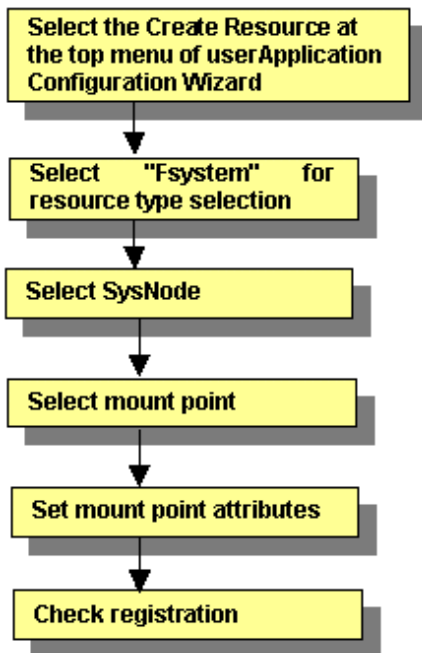 Select the Create Resource at
the top menu of userApplication
Configuration Wizard
Select "Fsystem" for
resource type selection
Select SysNode
Select mount point
Set mount point attributes
Check registration